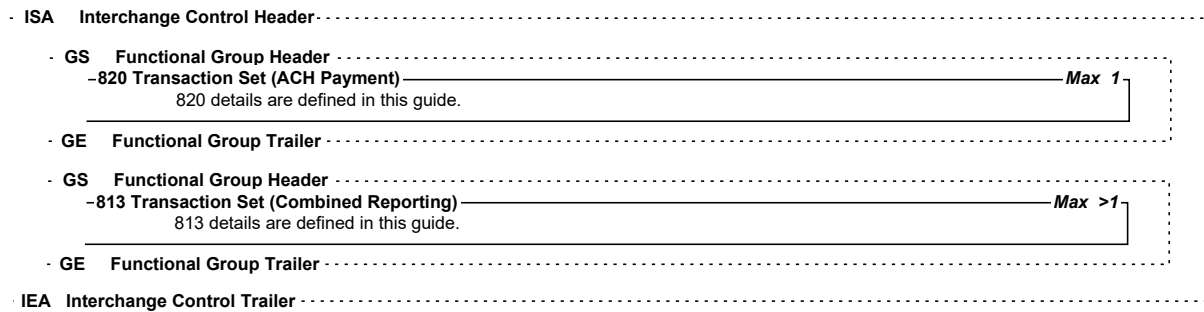 ISA Interchange Control Header
GS Functional Group Header
820 Transaction Set (ACH Payment) Max 1
820 details are defined in this guide.
GE Functional Group Trailer
GS Functional Group Header
813 Transaction Set (Combined Reporting) Max >1
813 details are defined in this guide.
GE Functional Group Trailer
IEA Interchange Control Trailer